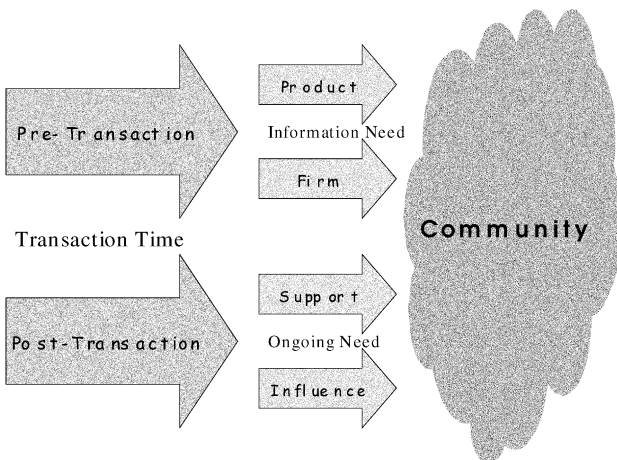 Product
Pre-Transaction
Information Need
Firm
Community
Transaction Time
Support
Post-Transaction
Ongoing Need
Influence